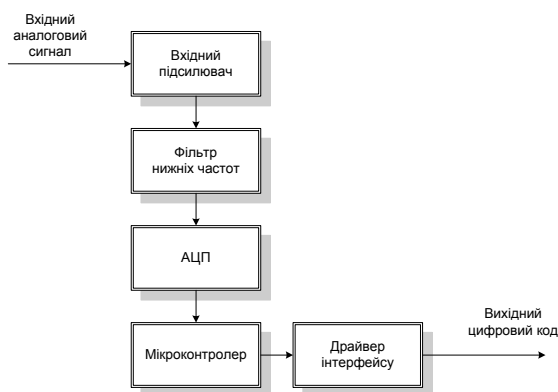 Вхідний
аналоговий
сигнал
Вхідний
підсилювач
Фільтр
нижніх частот
АЦП
Мікроконтролер
Драйвер
інтерфейсу
Вихідний
цифровий код